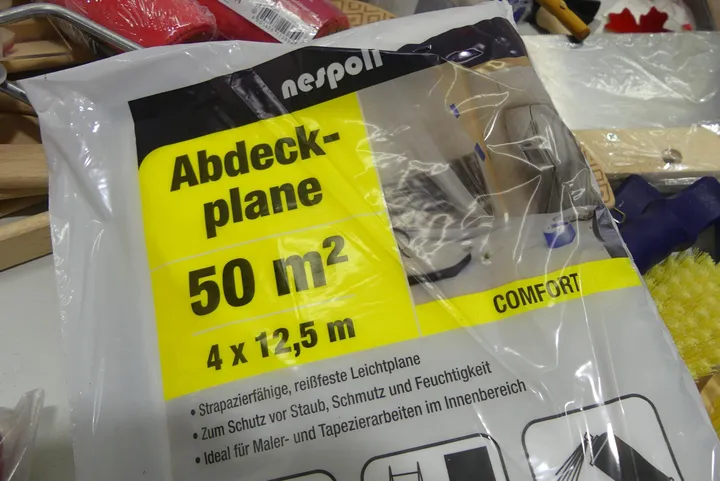 nespoli
Abdeck-
plane
50 m²
4 x 12,5 m
COMFORT
• Strapazierfähige, reißfeste Leichtplane
• Zum Schutz vor Staub, Schmutz und Feuchtigkeit
• Ideal für Maler- und Tapezierarbeiten im Innenbereich